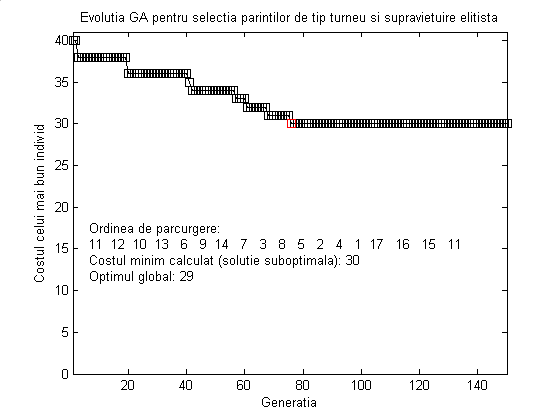 Evolutia GA pentru selectia parintilor de tip turneu si supravietuire elitista
40
35
30
25
20
15
10
5
0
Costul celui mai bun individ
Ordinea de parcurgere:
11 12 10 13 6 9 14 7 3 8 5 2 4 1 17 16 15 11
Costul minim calculat (solutie suboptimala): 30
Optimul global: 29
20 40 60 80 100 120 140
Generatia